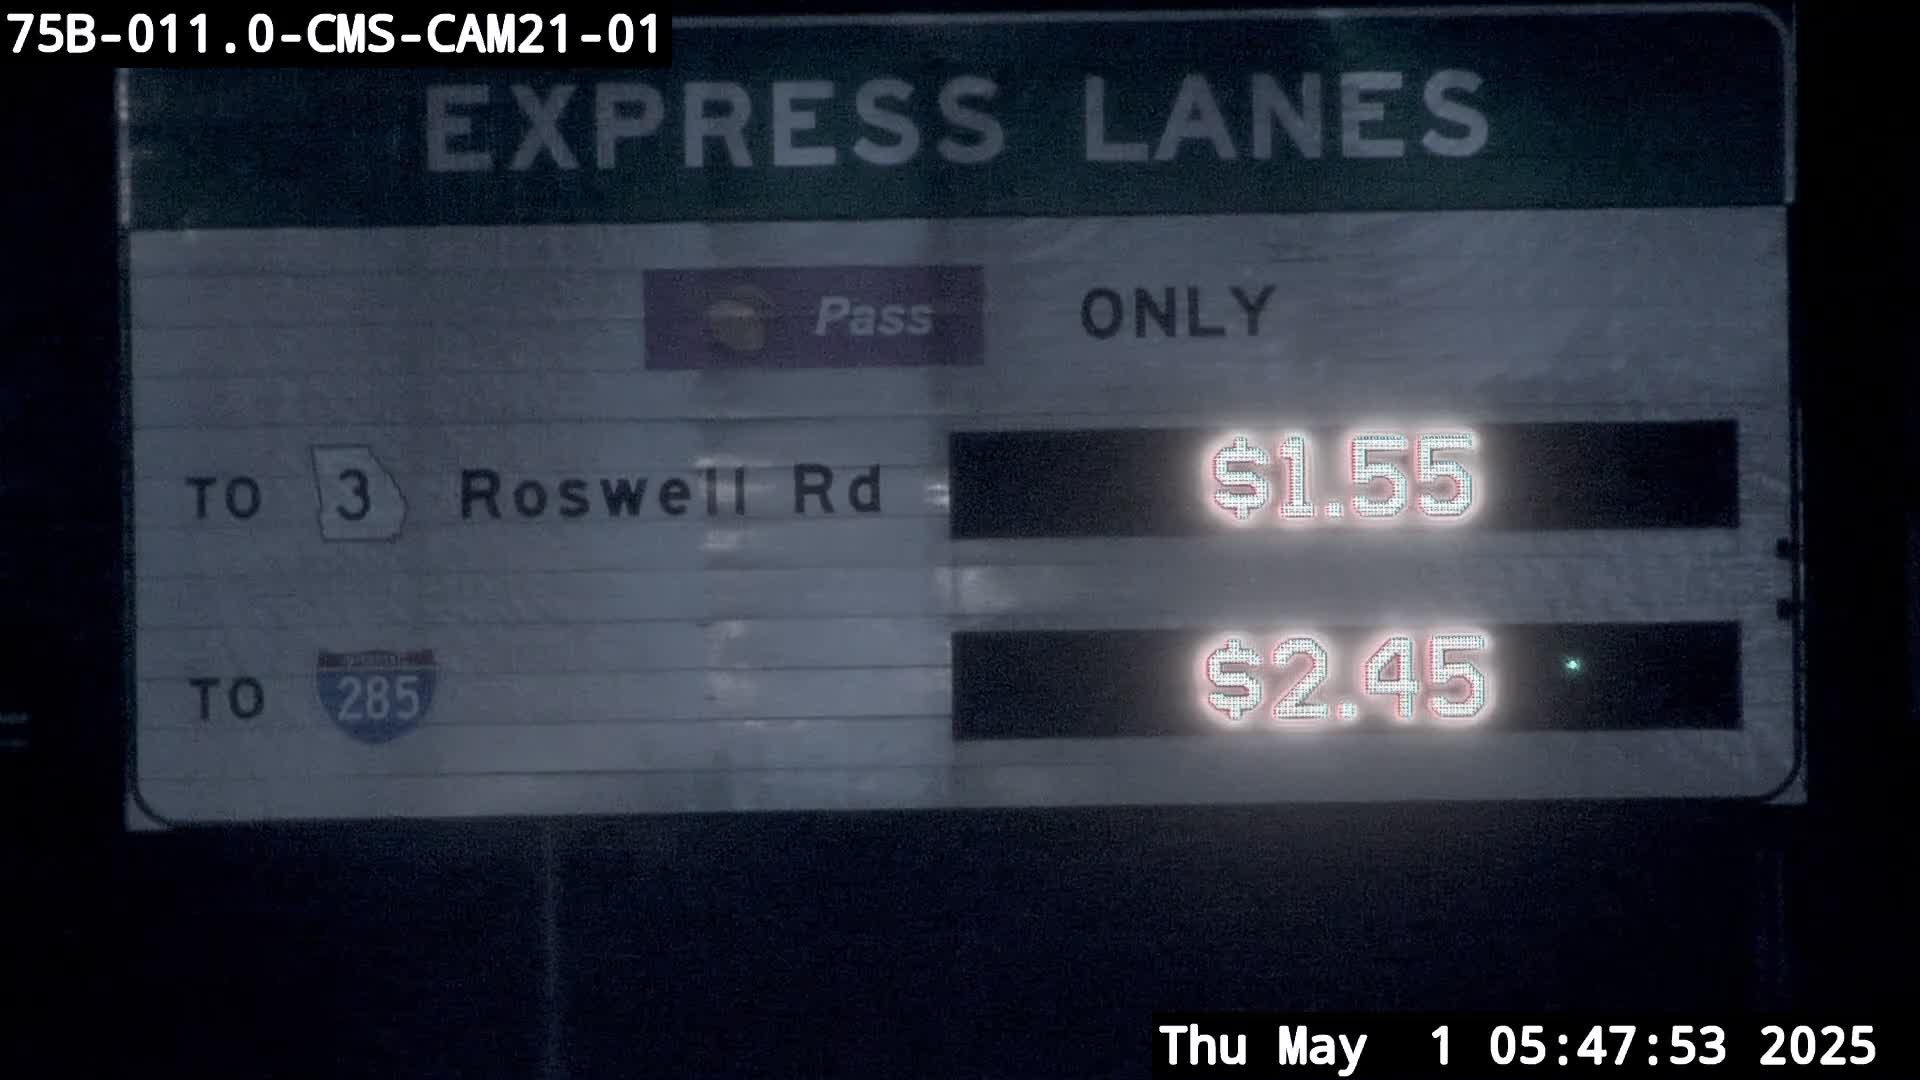 75B-011.0-CMS-CAM21-01
EXPRESS LANES
Pass ONLY
TO 3 Roswell Rd $1.55
TO 285 $2.45
Thu May 1 05:47:53 2025